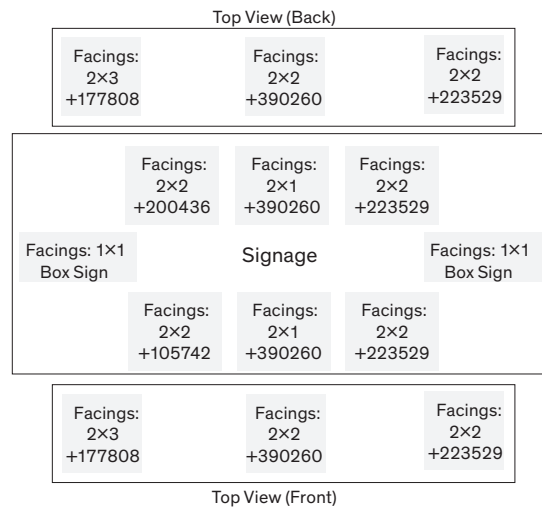 Top View (Back)
Facings:
2×3
+177808
Facings:
2×2
+390260
Facings:
2×2
+223529
Facings:
2×2
+200436
Facings:
2×1
+390260
Facings:
2×2
+223529
Facings: 1×1
Box Sign
Signage
Facings: 1×1
Box Sign
Facings:
2×2
+105742
Facings:
2×1
+390260
Facings:
2×2
+223529
Facings:
2×3
+177808
Facings:
2×2
+390260
Facings:
2×2
+223529
Top View (Front)